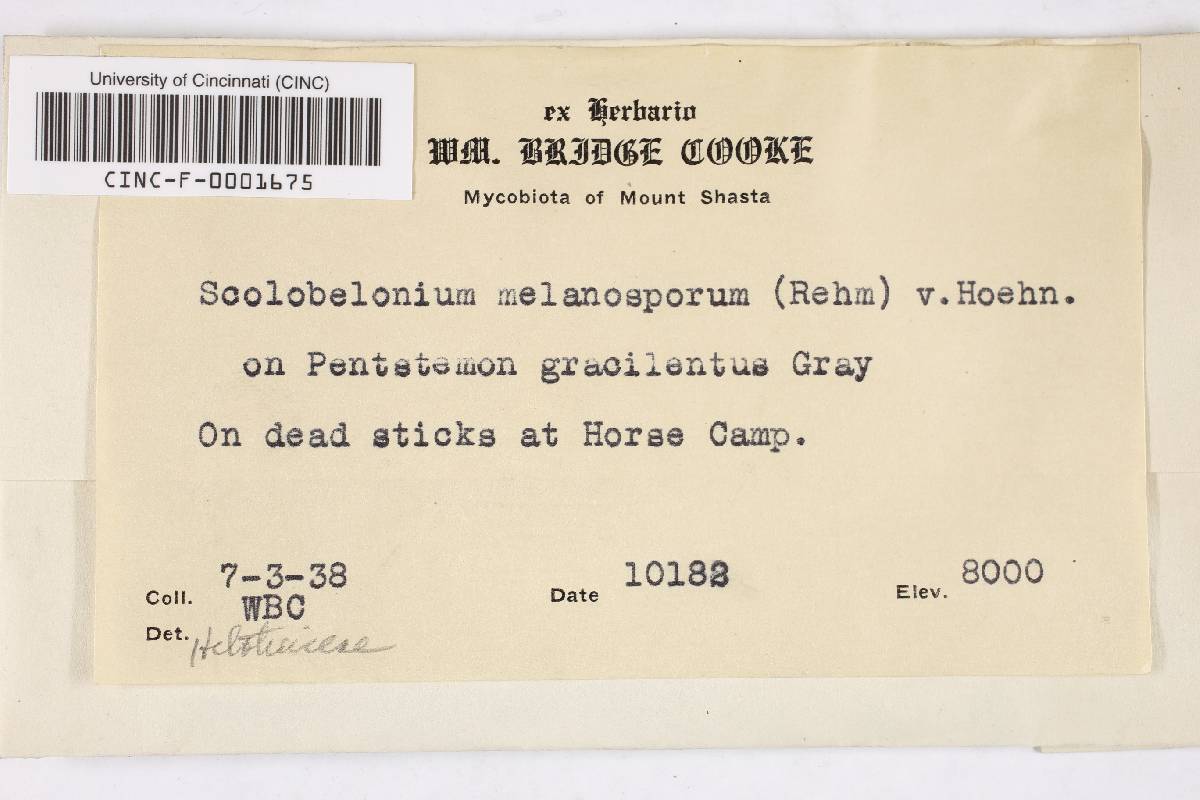 University of Cincinnati (CINC)
CINC-F-0001675
ex Herbario
WM. BRIDGE COOKE
Mycobiota of Mount Shasta
Scolobelonium melanosporum (Rehm) v.Hoehn.
on Pentstemon gracilentus Gray
On dead sticks at Horse Camp.
Coll. 7-3-38 Date 10182 Elev. 8000
WBC
Det. Helotiaceae